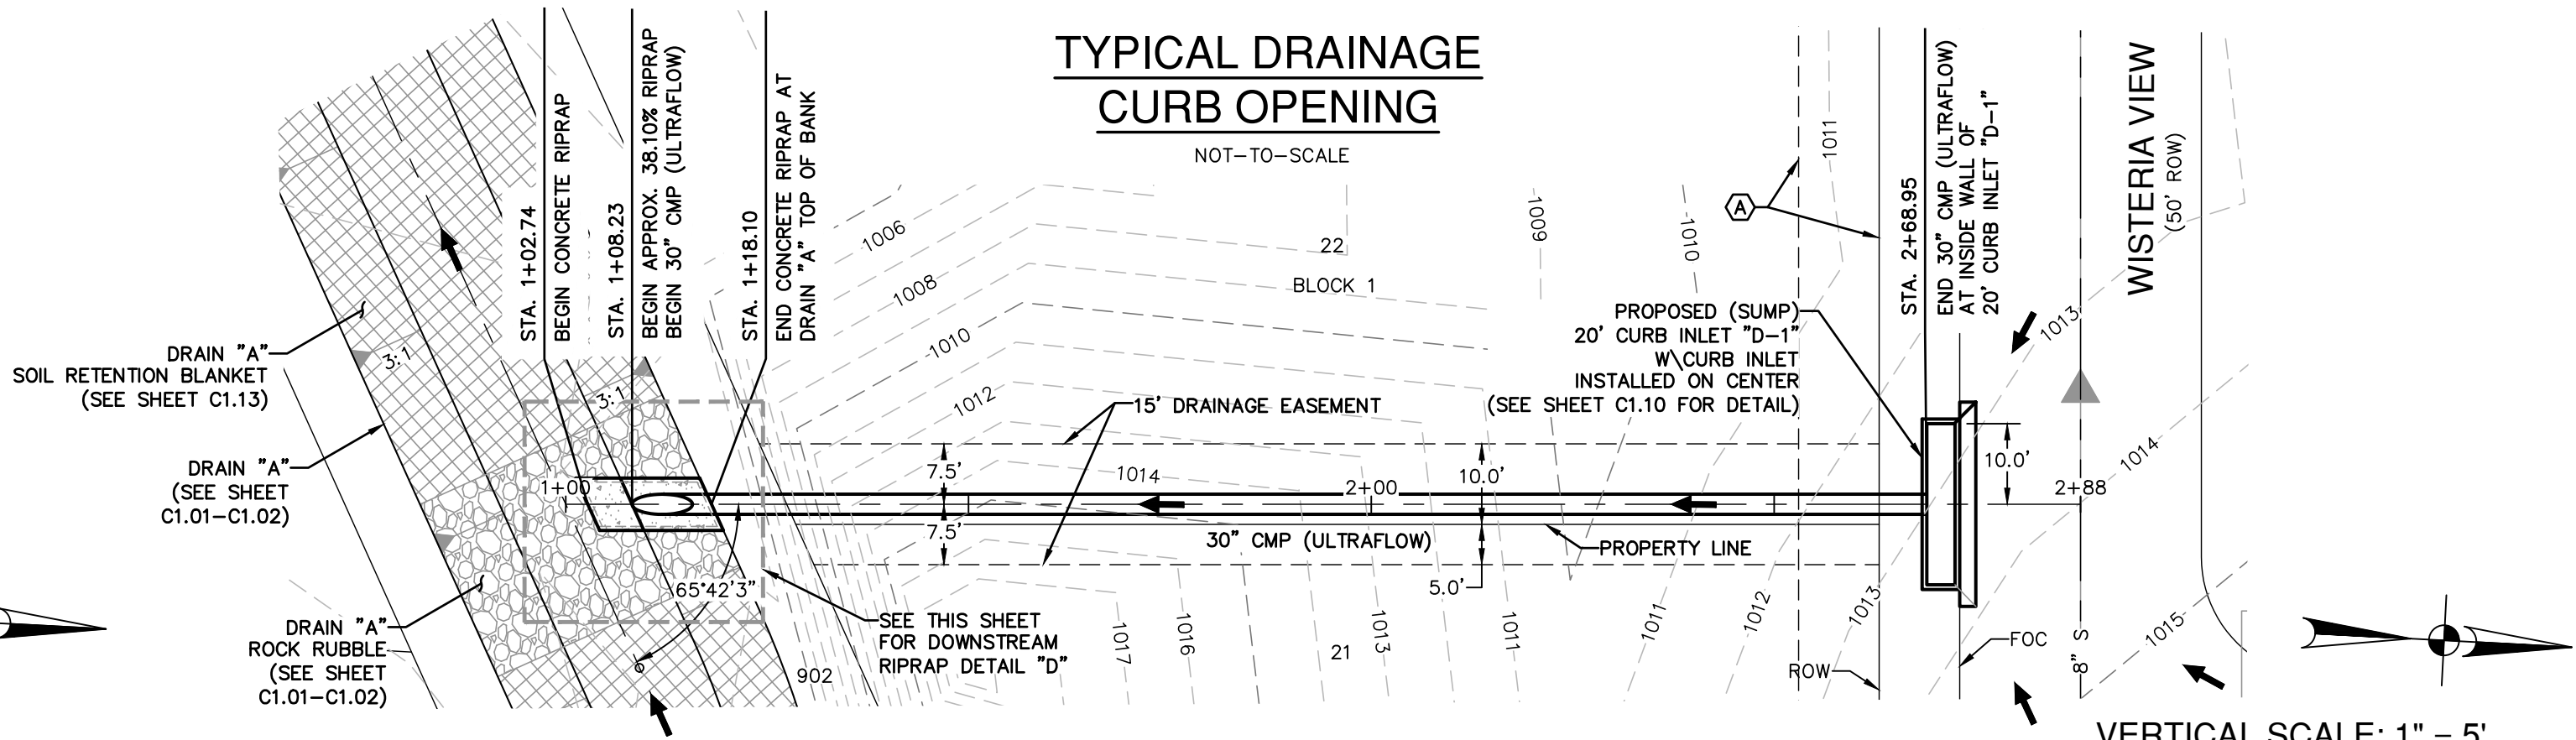 TYPICAL DRAINAGE
CURB OPENING
NOT-TO-SCALE
STA. 1+02.74
BEGIN CONCRETE RIPRAP
STA. 1+08.23
BEGIN APPROX. 38.10% RIPRAP
BEGIN 30" CMP (ULTRAFLOW)
STA. 1+18.10
END CONCRETE RIPRAP AT
DRAIN "A" TOP OF BANK
STA. 2+68.95
END 30" CMP (ULTRAFLOW)
AT INSIDE WALL OF
20' CURB INLET "D-1"
WISTERIA VIEW
(50' ROW)
A
1011
1006
1008
1010
1012
1014
22
BLOCK 1
1009
1010
PROPOSED (SUMP)
20' CURB INLET "D-1"
W\CURB INLET
INSTALLED ON CENTER
(SEE SHEET C1.10 FOR DETAIL)
1013
1014
DRAIN "A"
SOIL RETENTION BLANKET
(SEE SHEET C1.13)
3:1
3:1
15' DRAINAGE EASEMENT
DRAIN "A"
(SEE SHEET
C1.01-C1.02)
1+00
7.5'
7.5'
2+00
10.0'
10.0'
2+88
30" CMP (ULTRAFLOW)
PROPERTY LINE
5.0'
65°42'3"
SEE THIS SHEET
FOR DOWNSTREAM
RIPRAP DETAIL "D"
DRAIN "A"
ROCK RUBBLE
(SEE SHEET
C1.01-C1.02)
902
1017
1016
21
1013
1011
1011
1012
1013
ROW
FOC
8" S
1015
VERTICAL SCALE: 1" = 5'